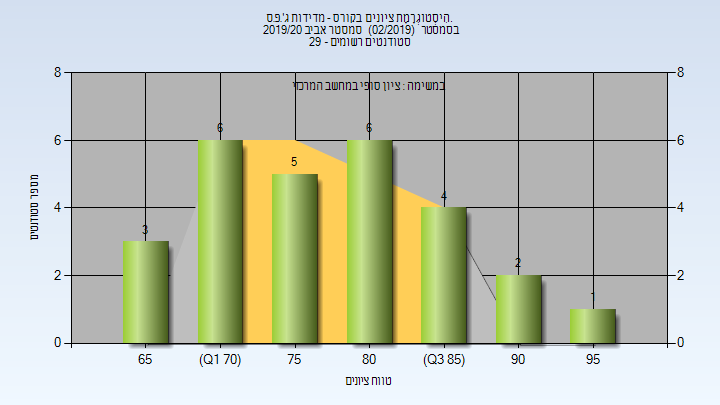 הִיסְטוֹגְרָמַת ציונים בקורס - מדידות ג'.פ.ס.
בסמסטר (02/2019) סמסטר אביב 2019/20
סטודנטים רשומים - 29
במשימה : ציון סופי במחשב המרכזי
מספר סטודנטים
8 8
6 6
4 4
2 2
0 0
3 6 5 6 4 2 1
65 (Q1 70) 75 80 (Q3 85) 90 95
טווח ציונים